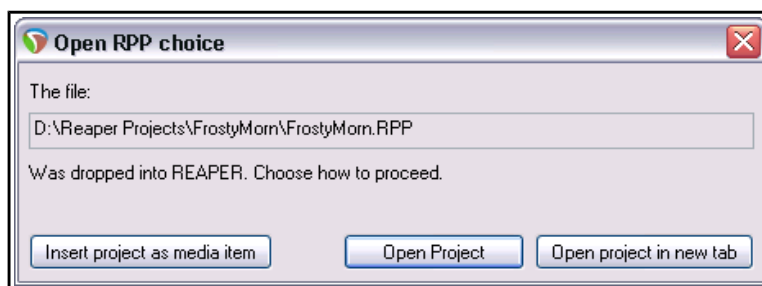 Open RPP choice
The file:
D:\Reaper Projects\FrostyMorn\FrostyMorn.RPP
Was dropped into REAPER. Choose how to proceed.
Insert project as media item Open Project Open project in new tab